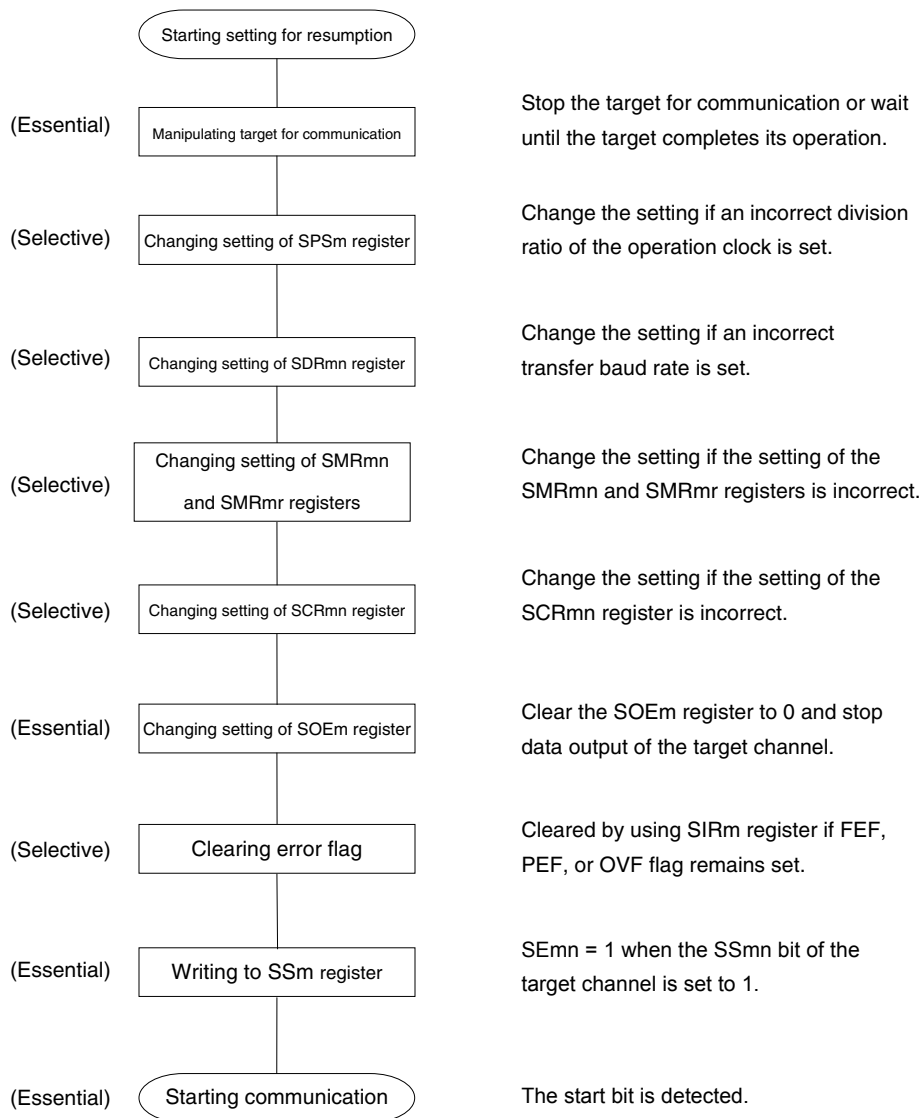 Starting setting for resumption
(Essential)
Manipulating target for communication
Stop the target for communication or wait
until the target completes its operation.
(Selective)
Changing setting of SPSm register
Change the setting if an incorrect division
ratio of the operation clock is set.
(Selective)
Changing setting of SDRmn register
Change the setting if an incorrect
transfer baud rate is set.
(Selective)
Changing setting of SMRmn
and SMRmr registers
Change the setting if the setting of the
SMRmn and SMRmr registers is incorrect.
(Selective)
Changing setting of SCRmn register
Change the setting if the setting of the
SCRmn register is incorrect.
(Essential)
Changing setting of SOEm register
Clear the SOEm register to 0 and stop
data output of the target channel.
(Selective)
Clearing error flag
Cleared by using SIRm register if FEF,
PEF, or OVF flag remains set.
(Essential)
Writing to SSm register
SEmn = 1 when the SSmn bit of the
target channel is set to 1.
(Essential)
Starting communication
The start bit is detected.